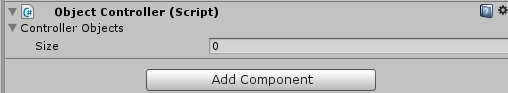 Object Controller (Script)
Controller Objects
Size 0
Add Component